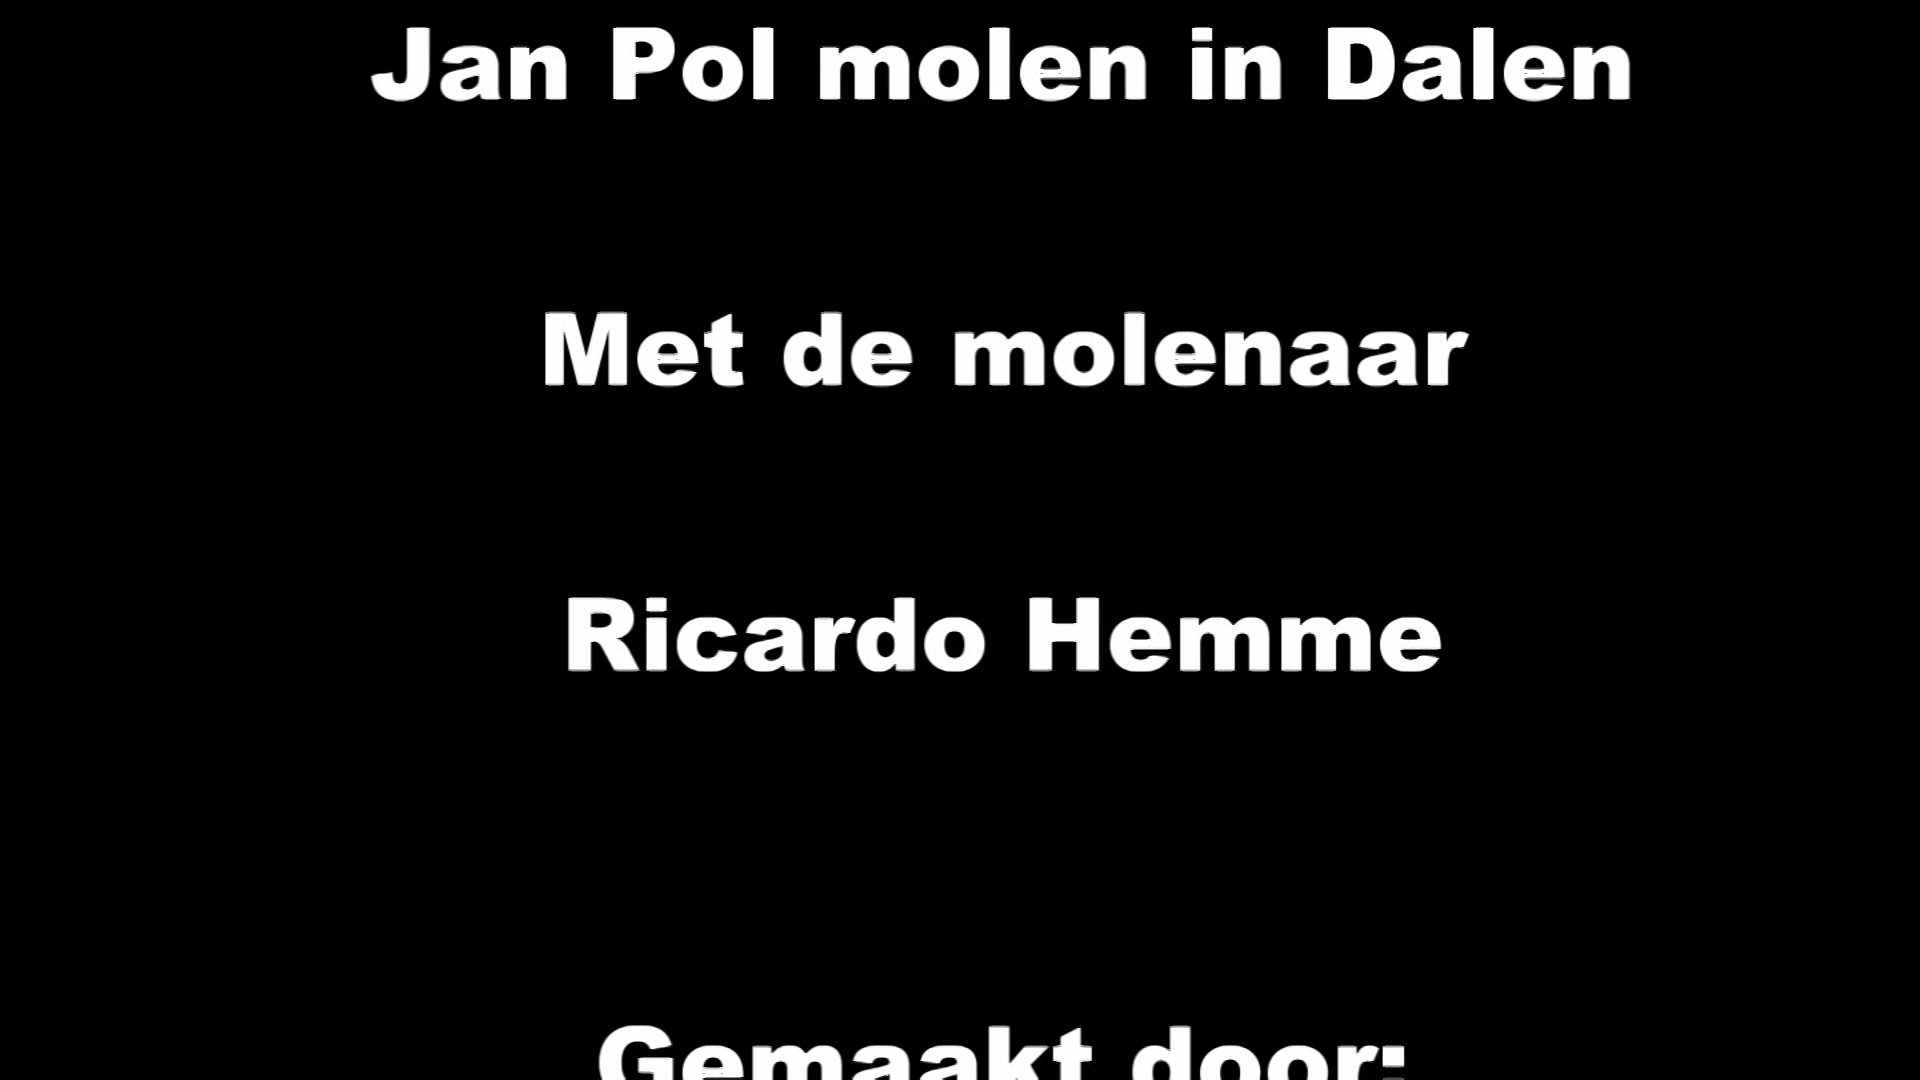 Jan Pol molen in Dalen
Met de molenaar
Ricardo Hemme
Gemaakt door: